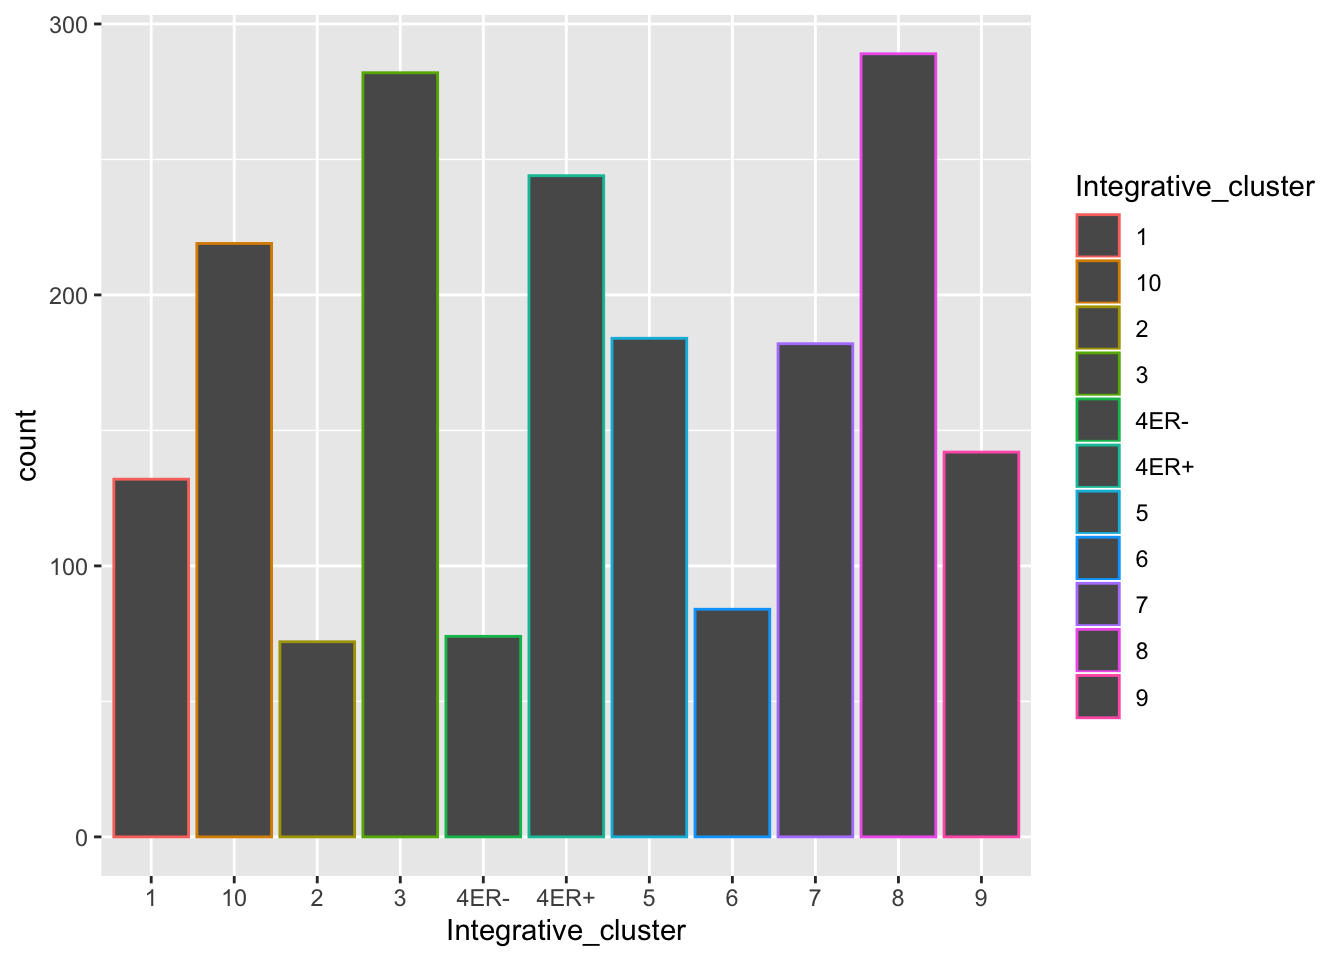 300
200
100
0
count
1 10 2 3 4ER- 4ER+ 5 6 7 8 9
Integrative_cluster
Integrative_cluster
1
10
2
3
4ER-
4ER+
5
6
7
8
9